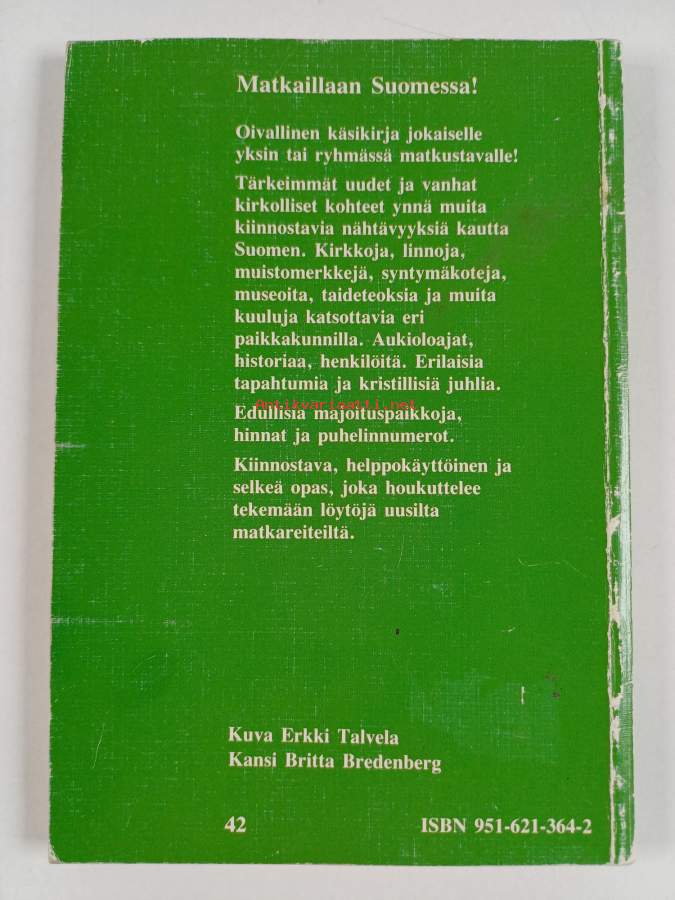 Matkaillaan Suomessa!
Oivallinen käsikirja jokaiselle
yksin tai ryhmässä matkustavalle!
Tärkeimmät uudet ja vanhat
kirkolliset kohteet ynnä muita
kiinnostavia nähtävyyksiä kautta
Suomen. Kirkkoja, linnoja,
muistomerkkejä, syntymäkoteja,
museoita, taideteoksia ja muita
kuuluja katsottavia eri
paikkakunnilla. Aukioloajat,
historiaa, henkilöitä. Erilaisia
tapahtumia ja kristillisiä juhlia.
Antikvariaatti.net
Edullisia majoituspaikkoja,
hinnat ja puhelinnumerot.
Kiinnostava, helppokäyttöinen ja
selkeä opas, joka houkuttelee
tekemään löytöjä uusilta
matkareiteiltä.
Kuva Erkki Talvela
Kansi Britta Bredenberg
42
ISBN 951-621-364-2